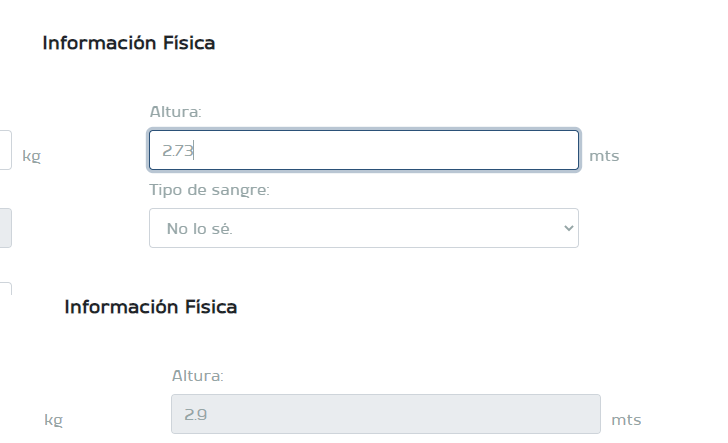 Información Física
Altura:
kg
2.73
mts
Tipo de sangre:
No lo sé.
Información Física
Altura:
kg
2.9
mts